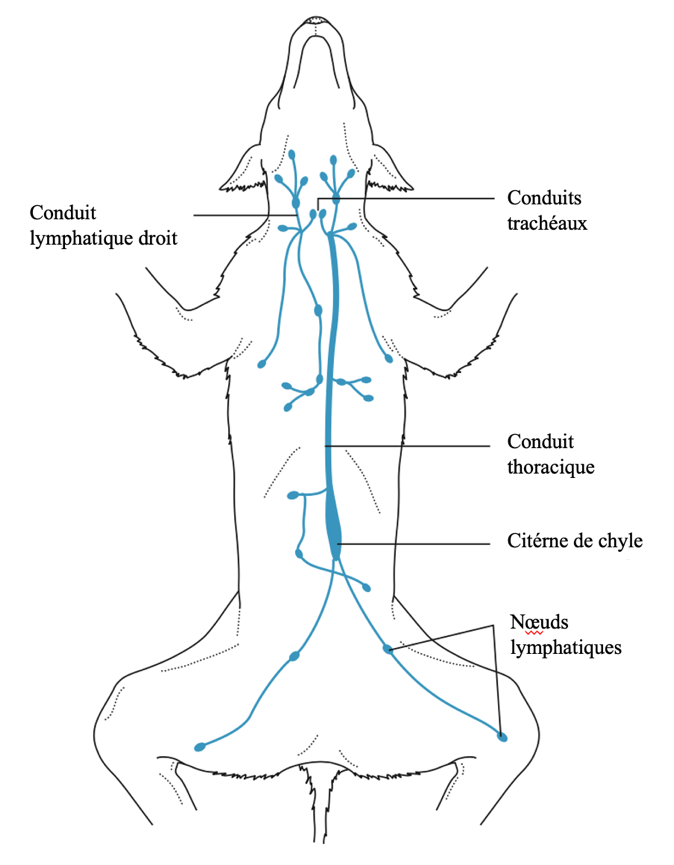 Conduit
lymphatique droit
Conduits
trachéaux
Conduit
thoracique
Citérne de chyle
Nœuds
lymphatiques